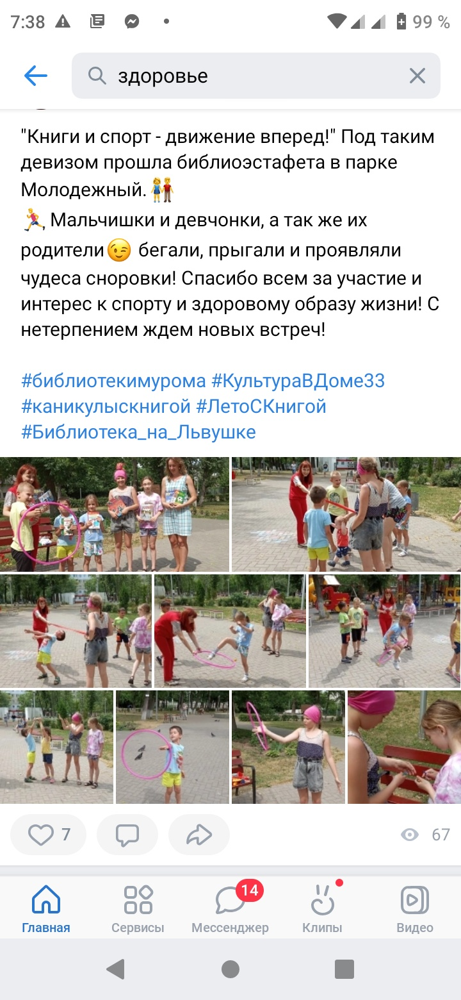 7:38 99 %
здоровье
"Книги и спорт - движение вперед!" Под таким
девизом прошла библиоэстафета в парке
Молодежный.👫
🏃 Мальчишки и девчонки, а так же их
родители😉 бегали, прыгали и проявляли
чудеса сноровки! Спасибо всем за участие и
интерес к спорту и здоровому образу жизни! С
нетерпением ждем новых встреч!
#библиотекимурома #КультураВДоме33
#каникулыскнигой #ЛетоСКнигой
#Библиотека_на_Львушке
7 67
14
Главная Сервисы Мессенджер Клипы Видео